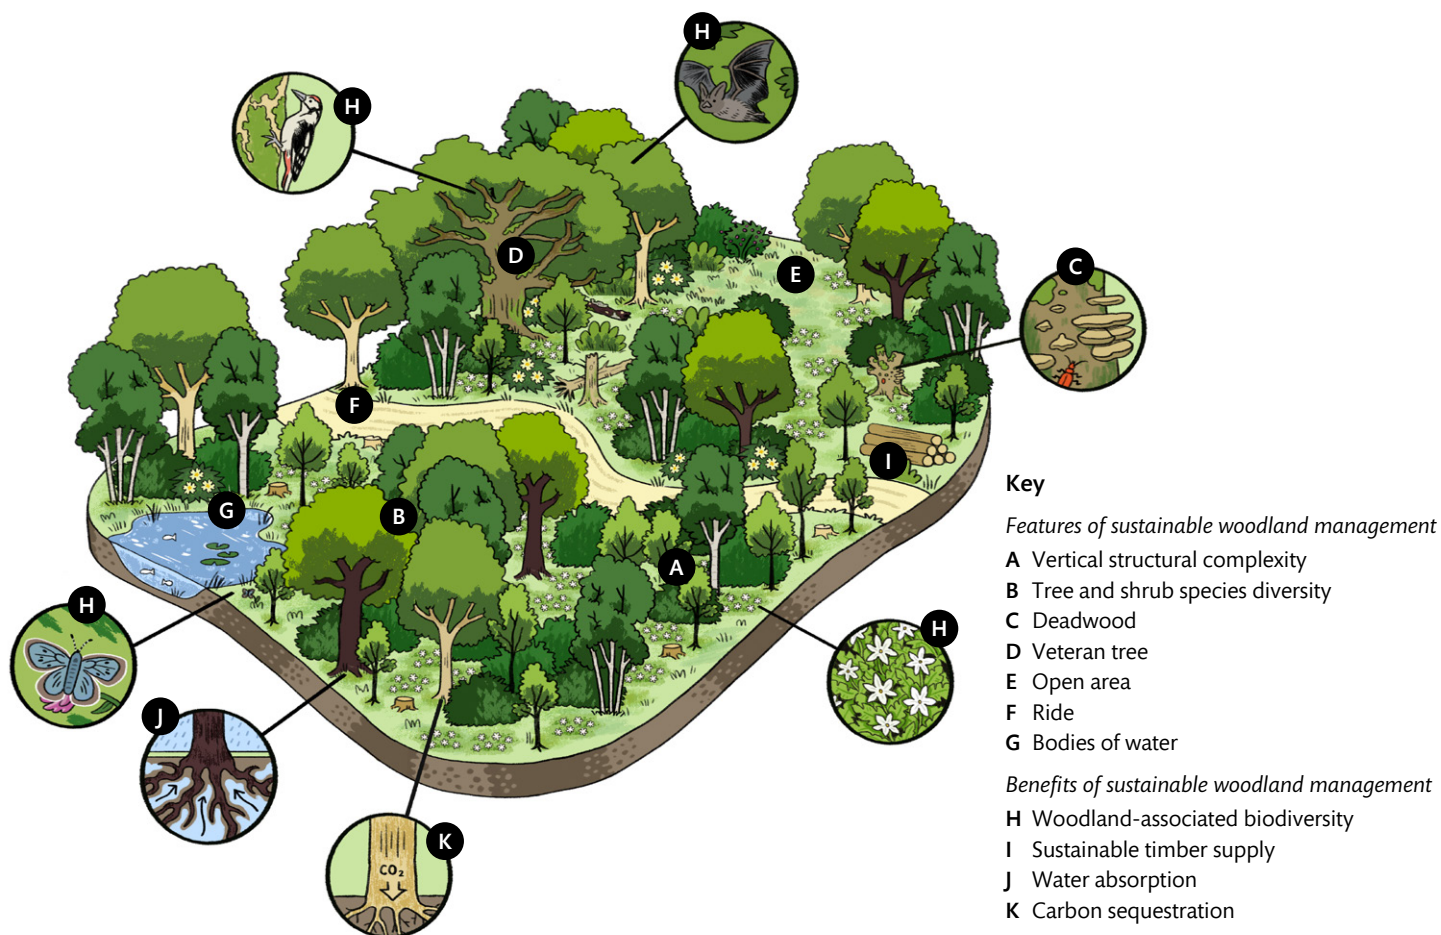 H
H
D
E
C
F
I
G
B
A
H
H
J
K
CO₂
Key
Features of sustainable woodland management
A Vertical structural complexity
B Tree and shrub species diversity
C Deadwood
D Veteran tree
E Open area
F Ride
G Bodies of water
Benefits of sustainable woodland management
H Woodland-associated biodiversity
I Sustainable timber supply
J Water absorption
K Carbon sequestration